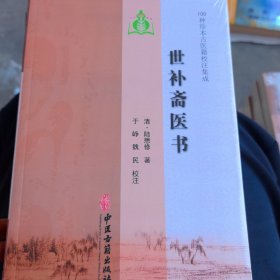 100种珍本古医籍校注集成
世补斋医书
清·陆懋修 著
于峥 魏民 校注
中医古籍出版社